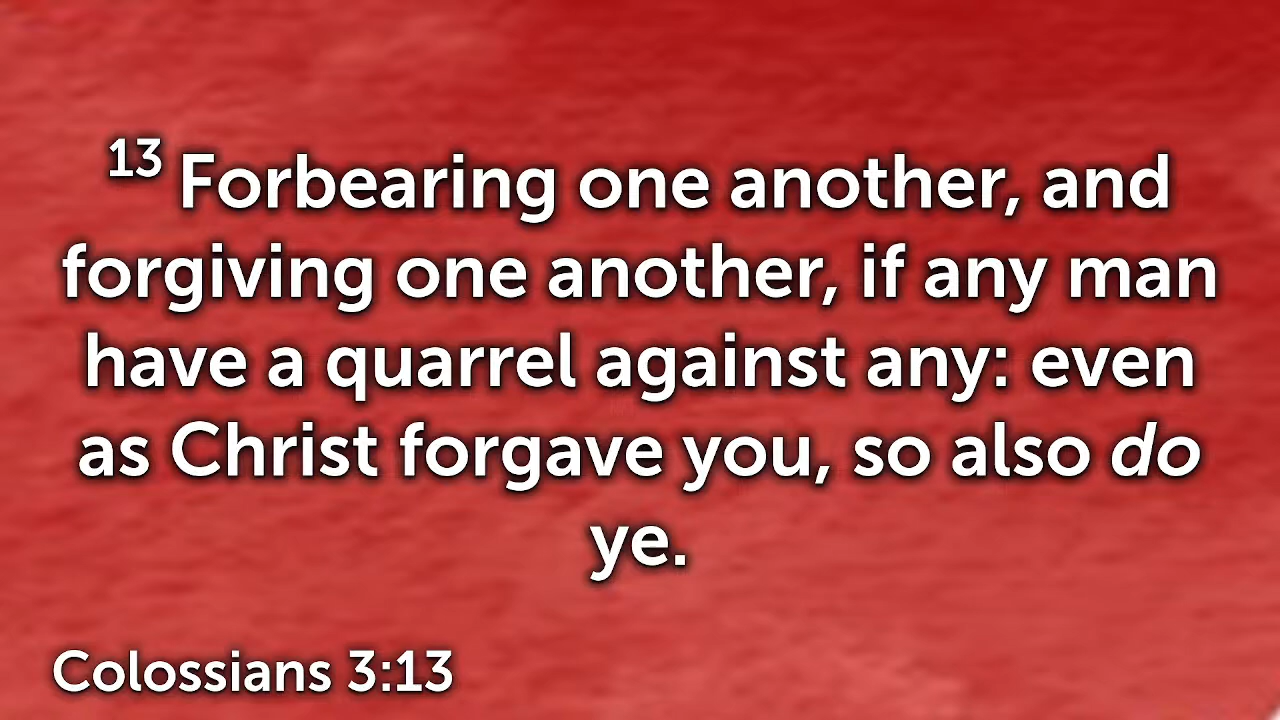 13 Forbearing one another, and
forgiving one another, if any man
have a quarrel against any: even
as Christ forgave you, so also do
ye.
Colossians 3:13